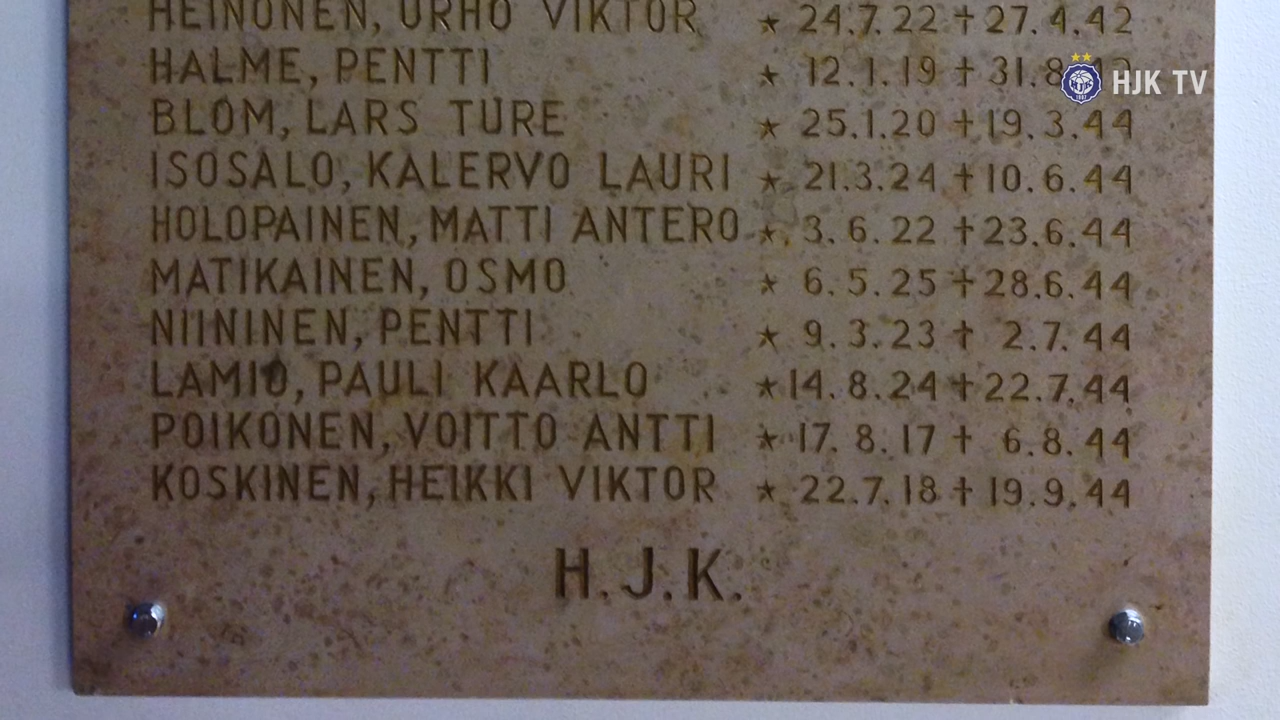 HEINONEN, URHO VIKTOR ★ 24.7.22 † 27.4.42
HALME, PENTTI ★ 12.1.19 † 31.8.42
HJK TV
BLOM, LARS TURE ★ 25.1.20 † 19.3.44
ISOSALO, KALERVO LAURI ★ 21.3.24 † 10.6.44
HOLOPAINEN, MATTI ANTERO ★ 3.6.22 † 23.6.44
MATIKAINEN, OSMO ★ 6.5.25 † 28.6.44
NIININEN, PENTTI ★ 9.3.23 † 2.7.44
LAMIO, PAULI KAARLO ★ 14.8.24 † 22.7.44
POIKONEN, VOITTO ANTTI ★ 17.8.17 † 6.8.44
KOSKINEN, HEIKKI VIKTOR ★ 22.7.18 † 19.9.44
H.J.K.